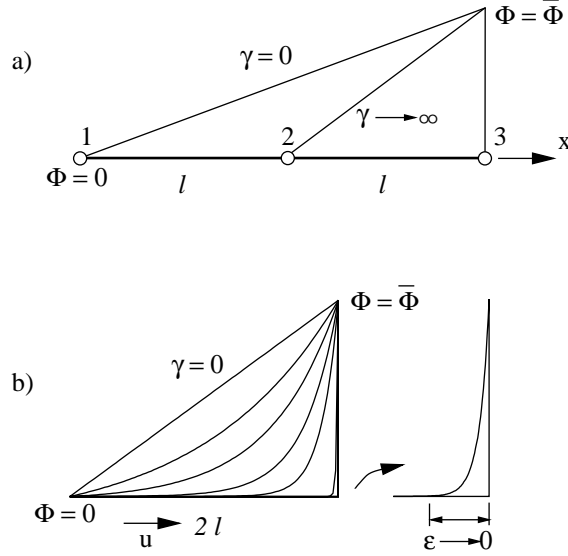 Φ = Φ̅
a)
γ = 0
γ → ∞
1 2 3
x
Φ = 0
l l
Φ = Φ̅
b)
γ = 0
Φ = 0
u
2 l
ε → 0